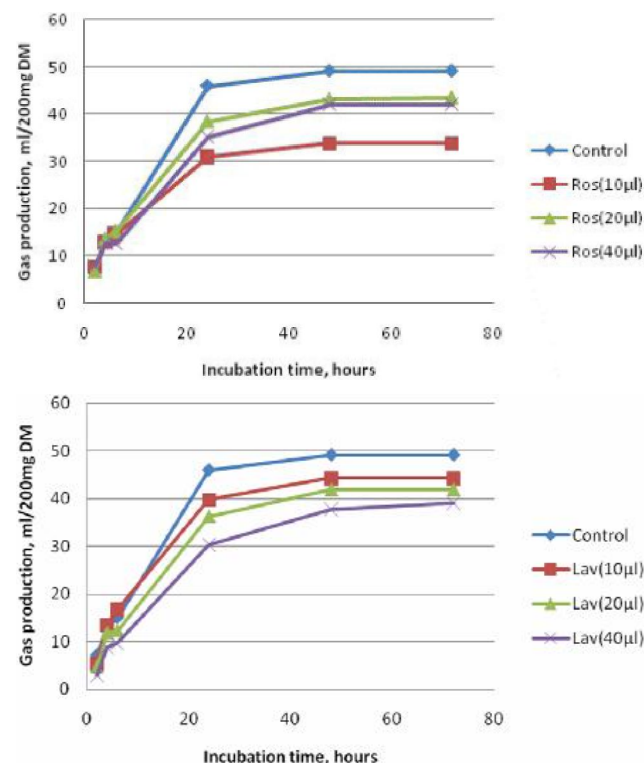 60
50
40
30
20
10
0
Gas production, ml/200mg DM
0 20 40 60 80
Incubation time, hours
Control
Ros(10µl)
Ros(20µl)
Ros(40µl)
60
50
40
30
20
10
0
Gas production, ml/200mg DM
0 20 40 60 80
Incubation time, hours
Control
Lav(10µl)
Lav(20µl)
Lav(40µl)